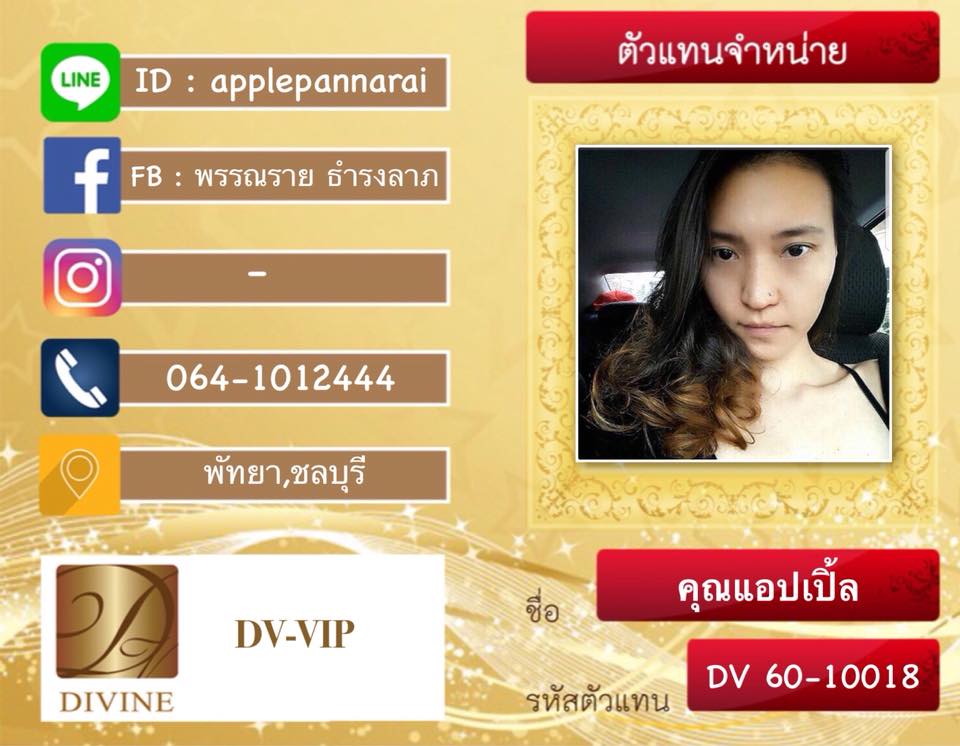 LINE
ID : applepannarai
FB : พรรณราย ธำรงลาภ
-
064-1012444
พัทยา,ชลบุรี
DIVINE
DV-VIP
ตัวแทนจำหน่าย
ชื่อ
คุณแอปเปิ้ล
รหัสตัวแทน
DV 60-10018